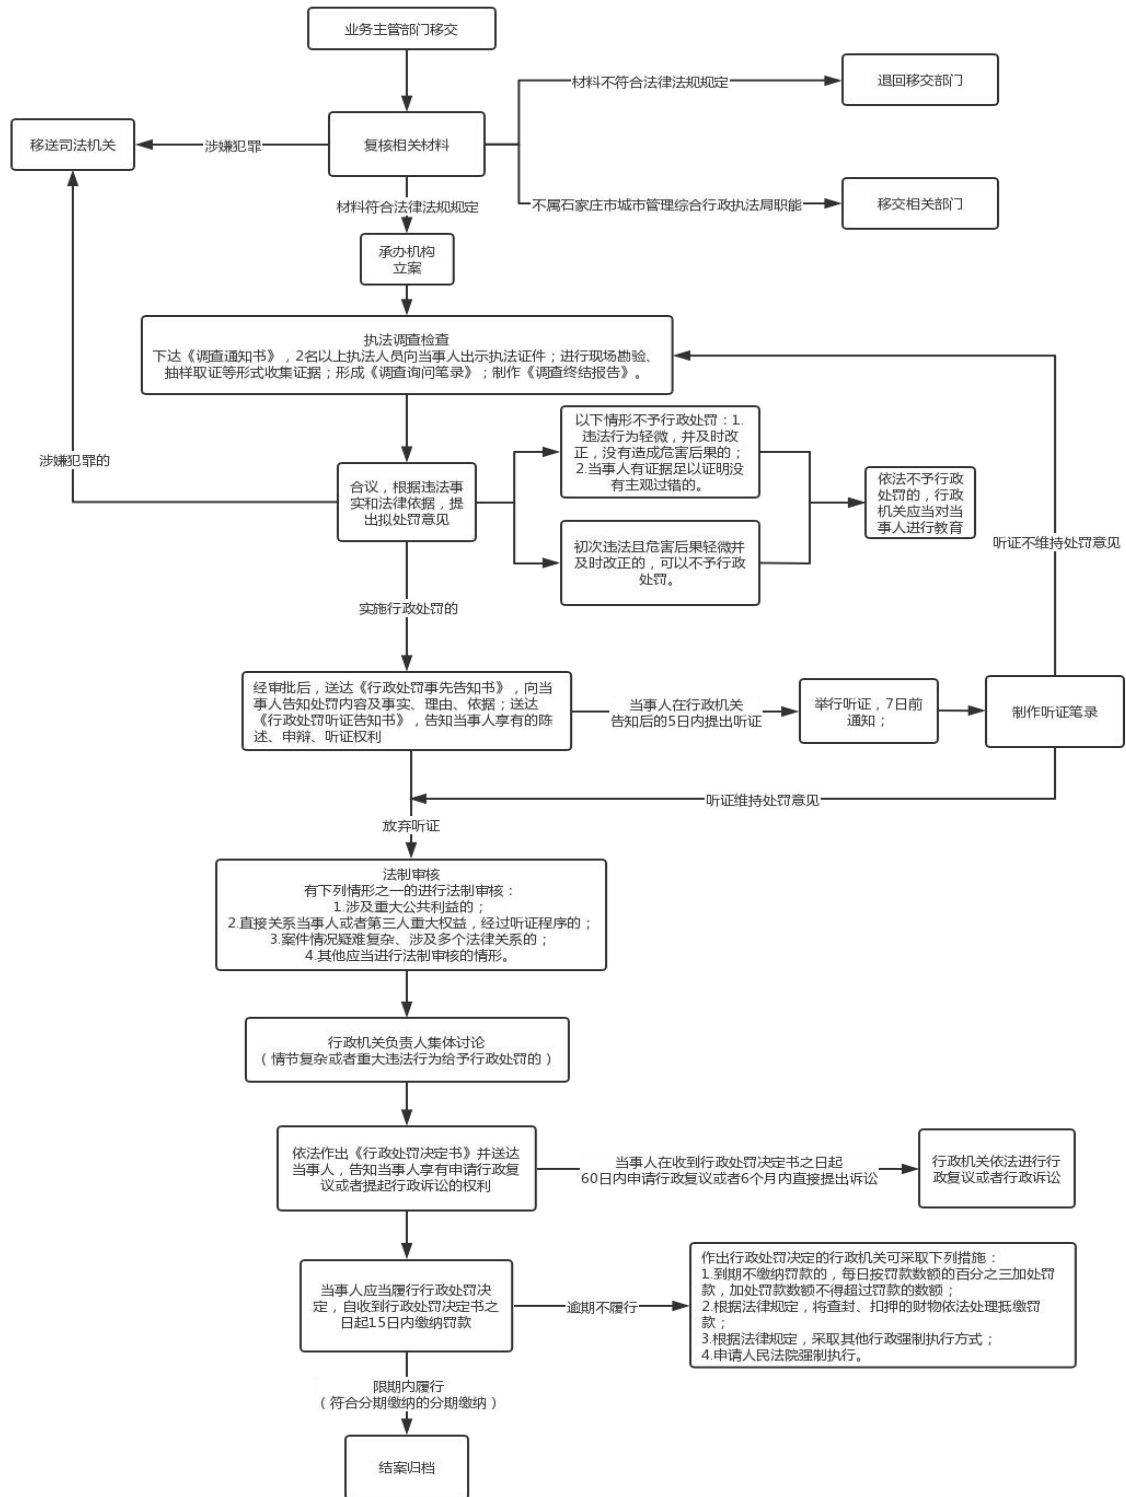 业务主管部门移交
材料不符合法律法规规定
退回移交部门
移送司法机关
涉嫌犯罪
复核相关材料
材料符合法律法规规定
不属石家庄市城市管理综合行政执法局职能
移交相关部门
承办机构
立案
执法调查检查
下达《调查通知书》，2名以上执法人员向当事人出示执法证件；进行现场勘验、
抽样取证等形式收集证据；形成《调查询问笔录》；制作《调查终结报告》。
涉嫌犯罪的
合议，根据违法事
实和法律依据，提
出拟处罚意见
以下情形不予行政处罚：1.
违法行为轻微，并及时改
正，没有造成危害后果的；
2.当事人有证据足以证明没
有主观过错的。
初次违法且危害后果轻微并
及时改正的，可以不予行政
处罚。
依法不予行政
处罚的，行政
机关应当对当
事人进行教育
听证不维持处罚意见
实施行政处罚的
经审批后，送达《行政处罚事先告知书》，向当
事人告知处罚内容及事实、理由、依据；送达
《行政处罚听证告知书》，告知当事人享有的陈
述、申辩、听证权利
当事人在行政机关
告知后的5日内提出听证
举行听证，7日前
通知；
制作听证笔录
听证维持处罚意见
放弃听证
法制审核
有下列情形之一的进行法制审核：
1.涉及重大公共利益的；
2.直接关系当事人或者第三人重大权益，经过听证程序的；
3.案件情况疑难复杂、涉及多个法律关系的；
4.其他应当进行法制审核的情形。
行政机关负责人集体讨论
（情节复杂或者重大违法行为给予行政处罚的）
依法作出《行政处罚决定书》并送达
当事人，告知当事人享有申请行政复
议或者提起行政诉讼的权利
当事人在收到行政处罚决定书之日起
60日内申请行政复议或者6个月内直接提出诉讼
行政机关依法进行行
政复议或者行政诉讼
当事人应当履行行政处罚决
定，自收到行政处罚决定书之
日起15日内缴纳罚款
逾期不履行
作出行政处罚决定的行政机关可采取下列措施：
1.到期不缴纳罚款的，每日按罚款数额的百分之三加处罚
款，加处罚款数额不得超过罚款的数额；
2.根据法律规定，将查封、扣押的财物依法处理抵缴罚
款；
3.根据法律规定，采取其他行政强制执行方式；
4.申请人民法院强制执行。
限期内履行
（符合分期缴纳的分期缴纳）
结案归档